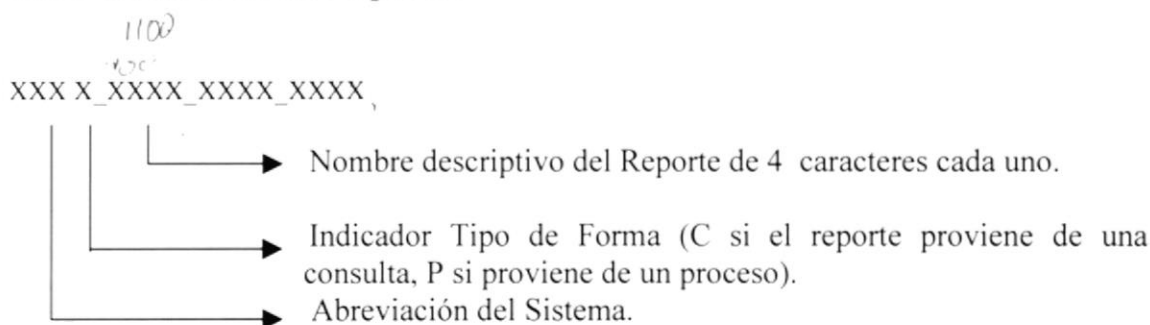 1100
XXX X_XXXX_XXXX_XXXX
Nombre descriptivo del Reporte de 4 caracteres cada uno.
Indicador Tipo de Forma (C si el reporte proviene de una
consulta, P si proviene de un proceso).
Abreviación del Sistema.